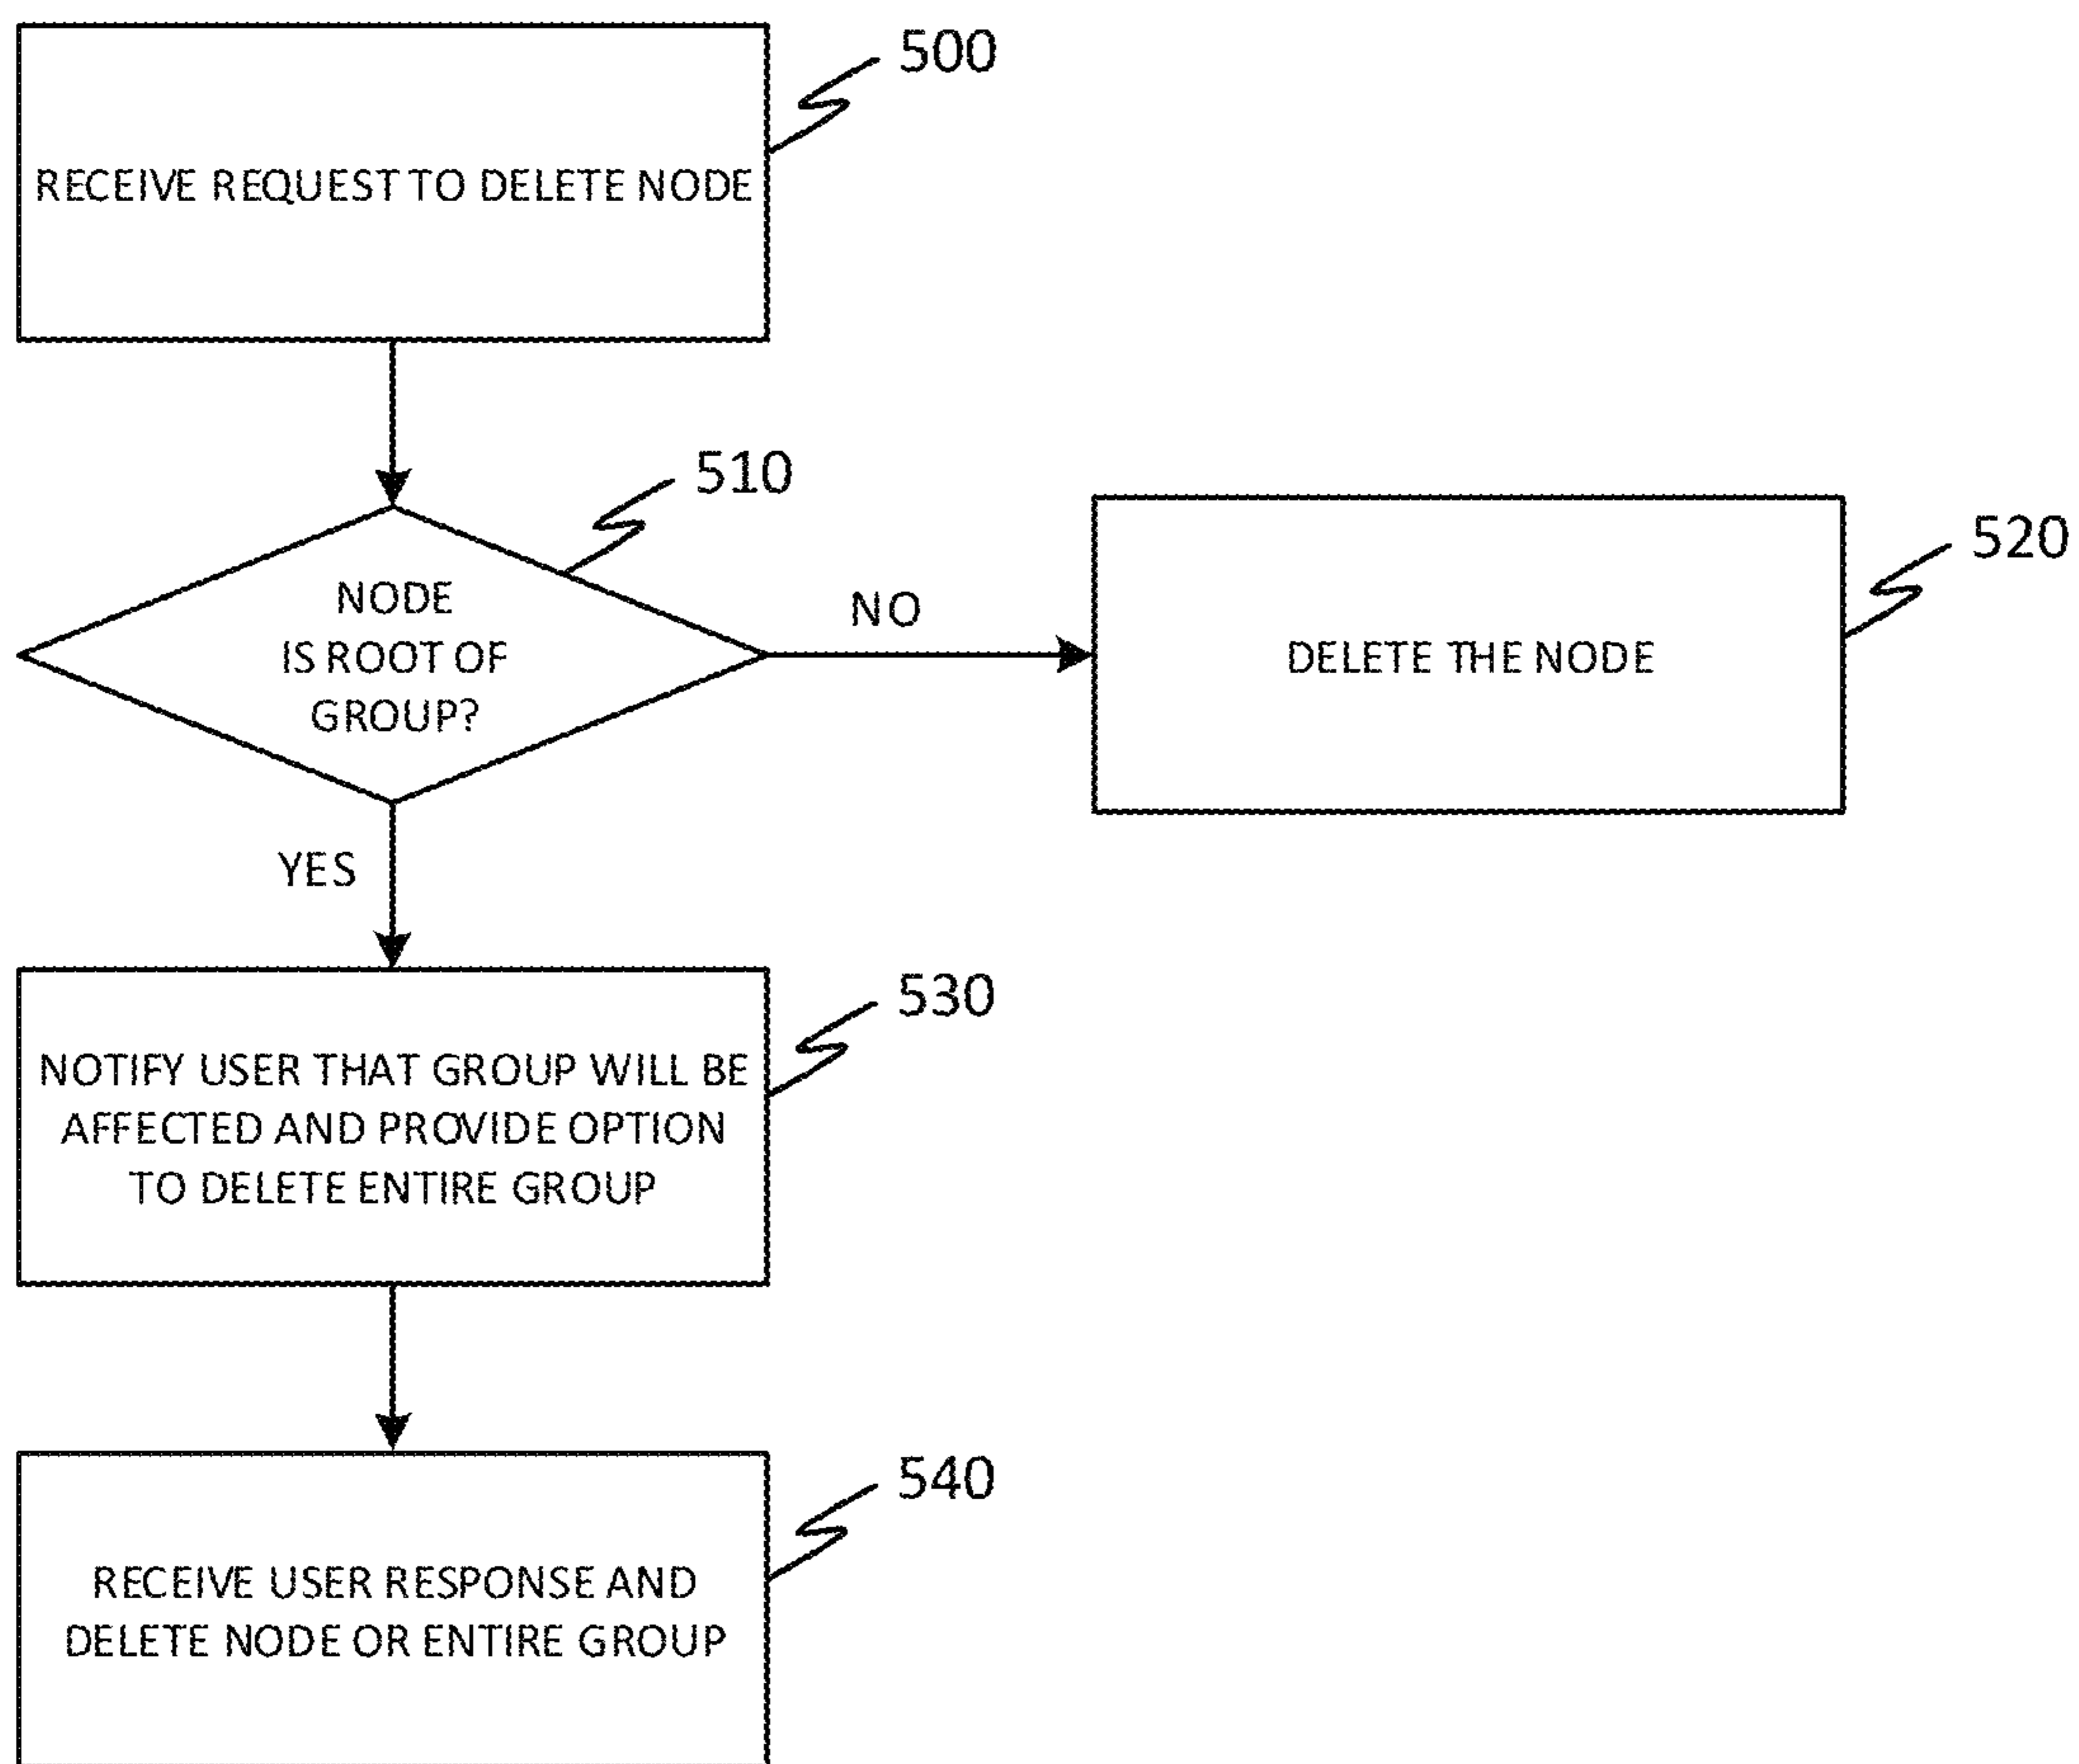 500
RECEIVE REQUEST TO DELETE NODE
510
NODE
IS ROOT OF
GROUP?
NO
520
DELETE THE NODE
YES
530
NOTIFY USER THAT GROUP WILL BE
AFFECTED AND PROVIDE OPTION
TO DELETE ENTIRE GROUP
540
RECEIVE USER RESPONSE AND
DELETE NODE OR ENTIRE GROUP